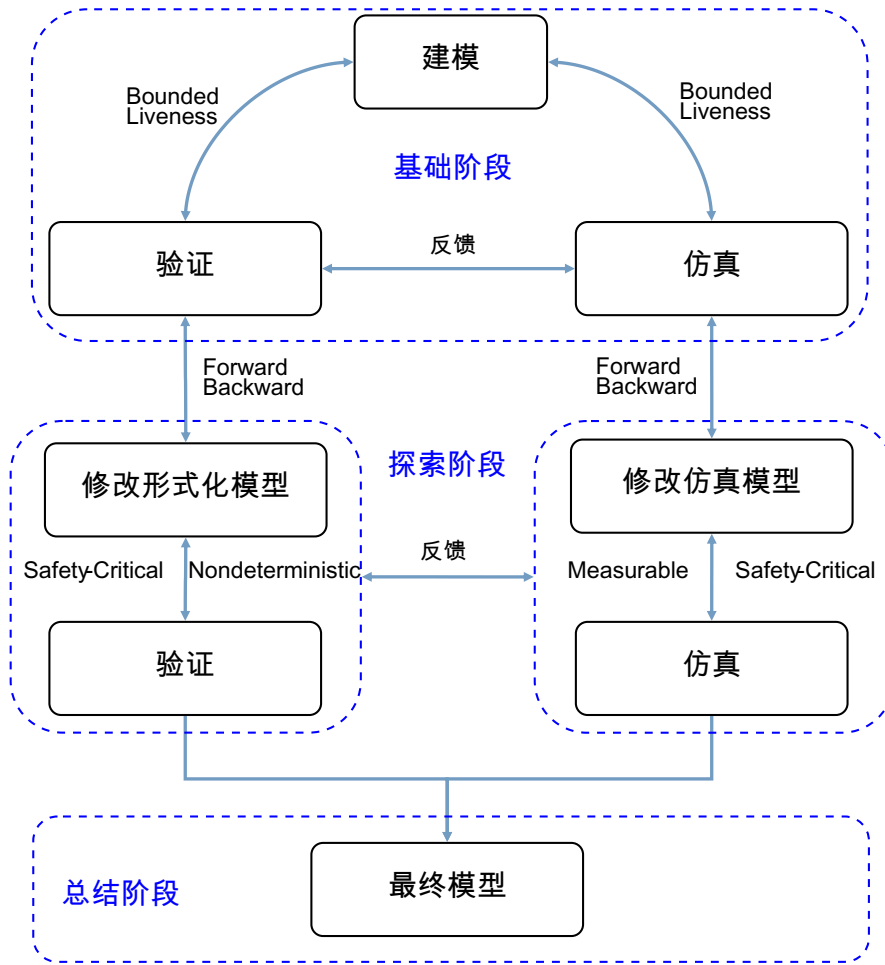 建模
Bounded
Liveness
Bounded
Liveness
基础阶段
验证
反馈
仿真
Forward
Backward
Forward
Backward
探索阶段
修改形式化模型
修改仿真模型
反馈
Safety-Critical
Nondeterministic
Measurable
Safety-Critical
验证
仿真
总结阶段
最终模型